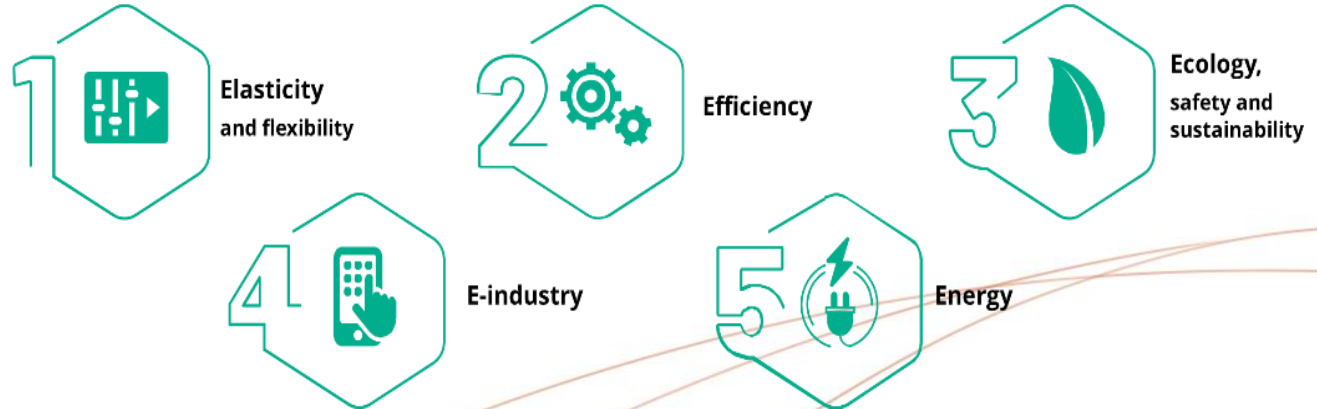 1
Elasticity
and flexibility
2
Efficiency
3
Ecology,
safety and
sustainability
4
E-industry
5
Energy